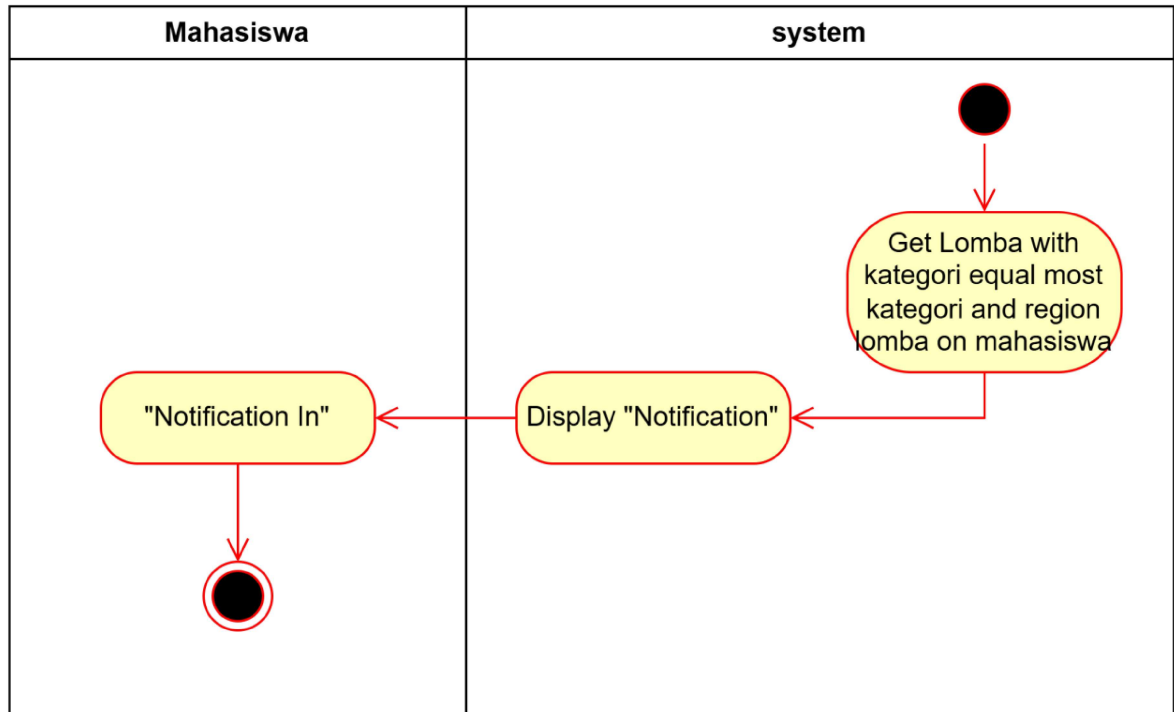 Mahasiswa
system
Get Lomba with
kategori equal most
kategori and region
lomba on mahasiswa
"Notification In"
Display "Notification"